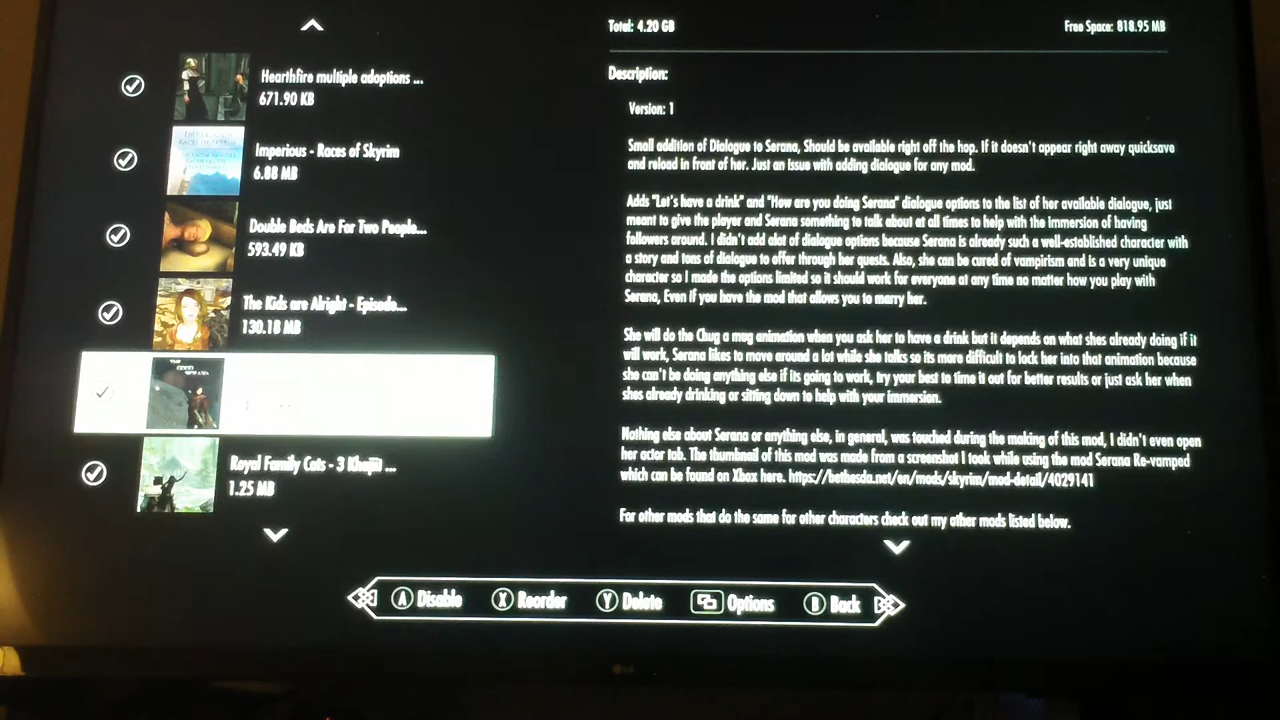 Total: 4.20 GB
Free Space: 818.95 MB
Hearthfire multiple adoptions ...
671.90 KB
Imperious - Races of Skyrim
6.88 MB
Double Beds Are For Two People...
593.49 KB
The Kids are Alright - Episode...
130.18 MB
Royal Family Cats - 3 Khajiit ...
1.25 MB
Description:
Version: 1
Small addition of Dialogue to Serana, Should be available right off the hop. If it doesn't appear right away quicksave
and reload in front of her. Just an Issue with adding dialogue for any mod.
Adds "Let's have a drink" and "How are you doing Serana" dialogue options to the list of her available dialogue, just
meant to give the player and Serana something to talk about at all times to help with the immersion of having
followers around. I didn't add alot of dialogue options because Serana is already such a well-established character with
a story and tons of dialogue to offer through her quests. Also, she can be cured of vampirism and is a very unique
character so I made the options limited so it should work for everyone at any time no matter how you play with
Serana, Even if you have the mod that allows you to marry her.
She will do the Chug a mug animation when you ask her to have a drink but it depends on what shes already doing if it
will work, Serana likes to move around a lot while she talks so its more difficult to lock her into that animation because
she can't be doing anything else if its going to work, try your best to time it out for better results or just ask her when
shes already drinking or sitting down to help with your immersion.
Nothing else about Serana or anything else, in general, was touched during the making of this mod, I didn't even open
her actor tab. The thumbnail of this mod was made from a screenshot I took while using the mod Serana Re-vamped
which can be found on Xbox here. https://bethesda.net/en/mods/skyrim/mod-detail/4029141
For other mods that do the same for other characters check out my other mods listed below.
A Disable X Reorder Y Delete Options B Back
LG